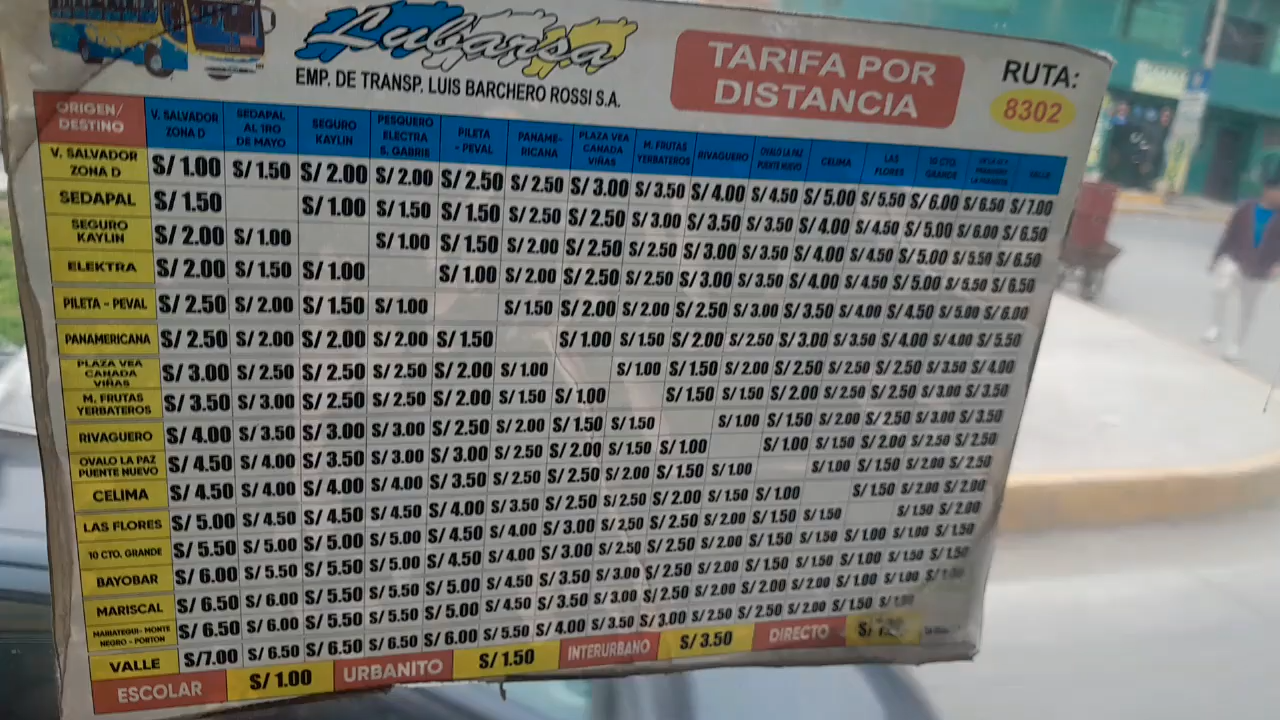 Lubarsa
EMP. DE TRANSP. LUIS BARCHERO ROSSI S.A.
TARIFA POR
DISTANCIA
RUTA:
8302
ORIGEN/
DESTINO
V. SALVADOR
ZONA D
SEDAPAL
AL 1RO
DE MAYO
SEGURO
KAYLIN
PESQUERO
ELECTRA
S. GABRIE
PILETA
- PEVAL
PANAME-
RICANA
PLAZA VEA
CANADA
VIÑAS
M. FRUTAS
YERBATEROS
RIVAGUERO
OVALO LA PAZ
PUENTE NUEVO
CELIMA
LAS
FLORES
10 CTO.
GRANDE
VALLE
V. SALVADOR
ZONA D
S/ 1.00 S/ 1.50 S/ 2.00 S/ 2.00 S/ 2.50 S/ 2.50 S/ 3.00 S/ 3.50 S/ 4.00 S/ 4.50 S/ 5.00 S/ 5.50 S/ 6.00 S/ 6.50 S/ 7.00
SEDAPAL S/ 1.50 S/ 1.00 S/ 1.50 S/ 1.50 S/ 2.50 S/ 2.50 S/ 3.00 S/ 3.50 S/ 3.50 S/ 4.00 S/ 4.50 S/ 5.00 S/ 6.00 S/ 6.50
SEGURO
KAYLIN
S/ 2.00 S/ 1.00 S/ 1.00 S/ 1.50 S/ 2.00 S/ 2.50 S/ 2.50 S/ 3.00 S/ 3.50 S/ 4.00 S/ 4.50 S/ 5.00 S/ 5.50 S/ 6.50
ELEKTRA S/ 2.00 S/ 1.50 S/ 1.00 S/ 1.00 S/ 2.00 S/ 2.50 S/ 2.50 S/ 3.00 S/ 3.50 S/ 4.00 S/ 4.50 S/ 5.00 S/ 5.50 S/ 6.50
PILETA - PEVAL S/ 2.50 S/ 2.00 S/ 1.50 S/ 1.00 S/ 1.50 S/ 2.00 S/ 2.00 S/ 2.50 S/ 3.00 S/ 3.50 S/ 4.00 S/ 4.50 S/ 5.00 S/ 6.00
PANAMERICANA S/ 2.50 S/ 2.00 S/ 2.00 S/ 2.00 S/ 1.50 S/ 1.00 S/ 1.50 S/ 2.00 S/ 2.50 S/ 3.00 S/ 3.50 S/ 4.00 S/ 4.00 S/ 5.50
PLAZA VEA
CANADA
VIÑAS
S/ 3.00 S/ 2.50 S/ 2.50 S/ 2.50 S/ 2.00 S/ 1.00 S/ 1.00 S/ 1.50 S/ 2.00 S/ 2.50 S/ 2.50 S/ 2.50 S/ 3.50 S/ 4.00
M. FRUTAS
YERBATEROS
S/ 3.50 S/ 3.00 S/ 2.50 S/ 2.50 S/ 2.00 S/ 1.50 S/ 1.00 S/ 1.50 S/ 1.50 S/ 2.00 S/ 2.50 S/ 2.50 S/ 3.00 S/ 3.50
RIVAGUERO S/ 4.00 S/ 3.50 S/ 3.00 S/ 3.00 S/ 2.50 S/ 2.00 S/ 1.50 S/ 1.50 S/ 1.00 S/ 1.50 S/ 2.00 S/ 2.50 S/ 3.00 S/ 3.50
OVALO LA PAZ
PUENTE NUEVO
S/ 4.50 S/ 4.00 S/ 3.50 S/ 3.00 S/ 3.00 S/ 2.50 S/ 2.00 S/ 1.50 S/ 1.00 S/ 1.00 S/ 1.50 S/ 2.00 S/ 2.50 S/ 2.50
CELIMA S/ 4.50 S/ 4.00 S/ 4.00 S/ 4.00 S/ 3.50 S/ 2.50 S/ 2.50 S/ 2.00 S/ 1.50 S/ 1.00 S/ 1.00 S/ 1.50 S/ 2.00 S/ 2.50
LAS FLORES S/ 5.00 S/ 4.50 S/ 4.50 S/ 4.50 S/ 4.00 S/ 3.50 S/ 2.50 S/ 2.50 S/ 2.00 S/ 1.50 S/ 1.00 S/ 1.50 S/ 2.00 S/ 2.00
10 CTO. GRANDE S/ 5.50 S/ 5.00 S/ 5.00 S/ 5.00 S/ 4.50 S/ 4.00 S/ 3.00 S/ 2.50 S/ 2.50 S/ 2.00 S/ 1.50 S/ 1.50 S/ 1.50 S/ 2.00
BAYOBAR S/ 6.00 S/ 5.50 S/ 5.50 S/ 5.00 S/ 4.50 S/ 4.00 S/ 3.00 S/ 2.50 S/ 2.50 S/ 2.00 S/ 1.50 S/ 1.50 S/ 1.00 S/ 1.00 S/ 1.50
MARISCAL S/ 6.50 S/ 6.00 S/ 5.50 S/ 5.50 S/ 5.00 S/ 4.50 S/ 3.50 S/ 3.00 S/ 2.50 S/ 2.00 S/ 1.50 S/ 1.50 S/ 1.00 S/ 1.50 S/ 1.50
MARIATEGUI- MONTE
NEGRO - PORTON
S/ 6.50 S/ 6.00 S/ 5.50 S/ 5.50 S/ 5.00 S/ 4.50 S/ 3.50 S/ 3.00 S/ 2.50 S/ 2.00 S/ 2.00 S/ 2.00 S/ 1.00 S/ 1.00
VALLE S/7.00 S/ 6.50 S/ 6.50 S/ 6.50 S/ 6.00 S/ 5.50 S/ 4.00 S/ 3.50 S/ 3.00 S/ 2.50 S/ 2.50 S/ 2.00 S/ 1.50
ESCOLAR S/ 1.00 URBANITO S/ 1.50 INTERURBANO S/ 3.50 DIRECTO